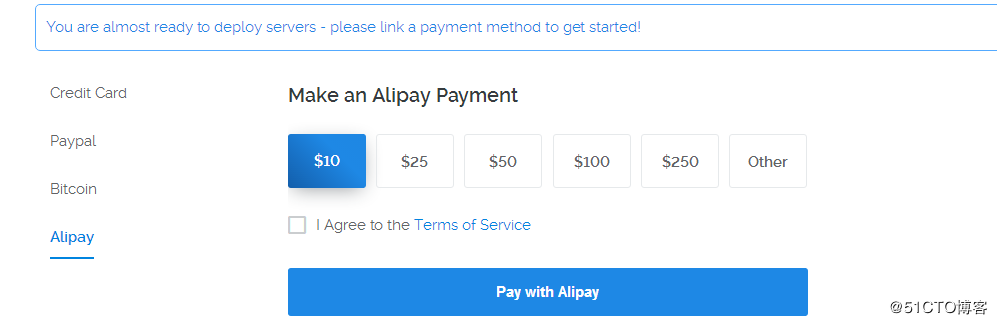 You are almost ready to deploy servers - please link a payment method to get started!
Credit Card
Paypal
Bitcoin
Alipay
Make an Alipay Payment
$10 $25 $50 $100 $250 Other
I Agree to the Terms of Service
Pay with Alipay
@51CTO博客